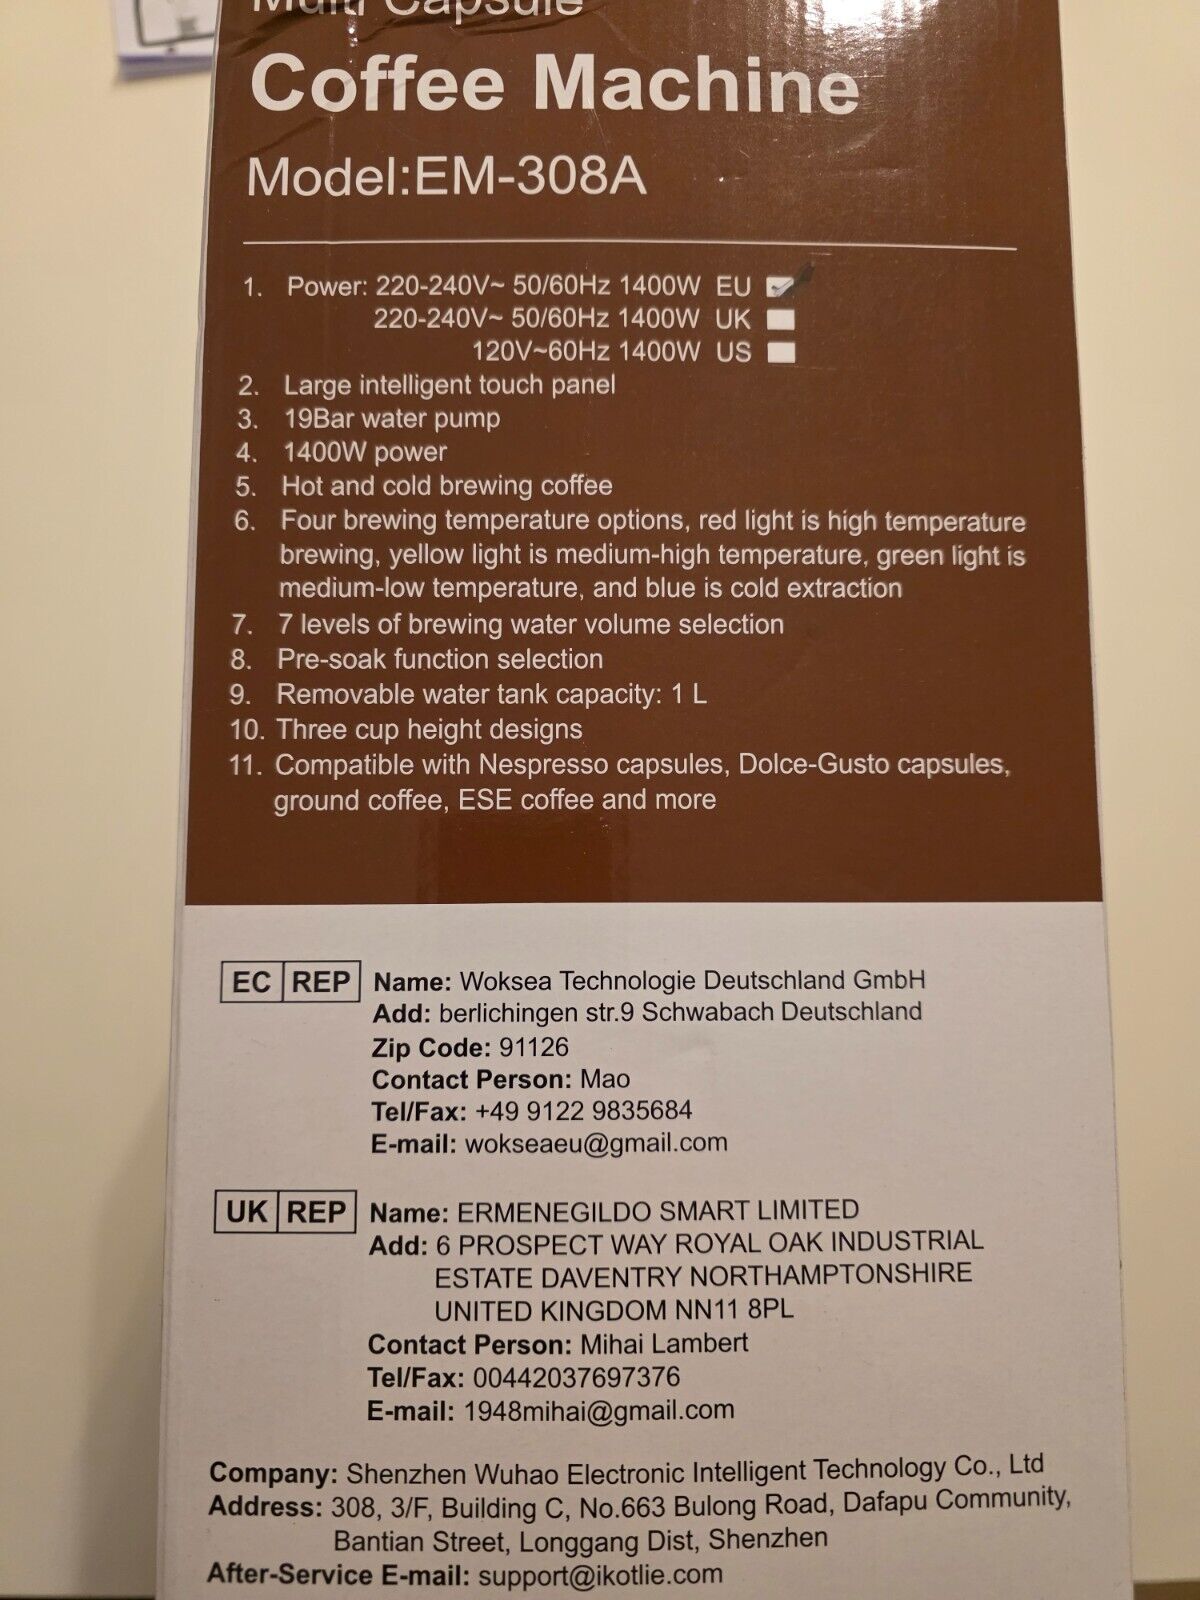 Multi Capsule
Coffee Machine
Model:EM-308A
1. Power: 220-240V~ 50/60Hz 1400W EU
220-240V~ 50/60Hz 1400W UK
120V~60Hz 1400W US
2. Large intelligent touch panel
3. 19Bar water pump
4. 1400W power
5. Hot and cold brewing coffee
6. Four brewing temperature options, red light is high temperature
brewing, yellow light is medium-high temperature, green light is
medium-low temperature, and blue is cold extraction
7. 7 levels of brewing water volume selection
8. Pre-soak function selection
9. Removable water tank capacity: 1 L
10. Three cup height designs
11. Compatible with Nespresso capsules, Dolce-Gusto capsules,
ground coffee, ESE coffee and more
EC REP Name: Woksea Technologie Deutschland GmbH
Add: berlichingen str.9 Schwabach Deutschland
Zip Code: 91126
Contact Person: Mao
Tel/Fax: +49 9122 9835684
E-mail: wokseaeu@gmail.com
UK REP Name: ERMENEGILDO SMART LIMITED
Add: 6 PROSPECT WAY ROYAL OAK INDUSTRIAL
ESTATE DAVENTRY NORTHAMPTONSHIRE
UNITED KINGDOM NN11 8PL
Contact Person: Mihai Lambert
Tel/Fax: 00442037697376
E-mail: 1948mihai@gmail.com
Company: Shenzhen Wuhao Electronic Intelligent Technology Co., Ltd
Address: 308, 3/F, Building C, No.663 Bulong Road, Dafapu Community,
Bantian Street, Longgang Dist, Shenzhen
After-Service E-mail: support@ikotlie.com